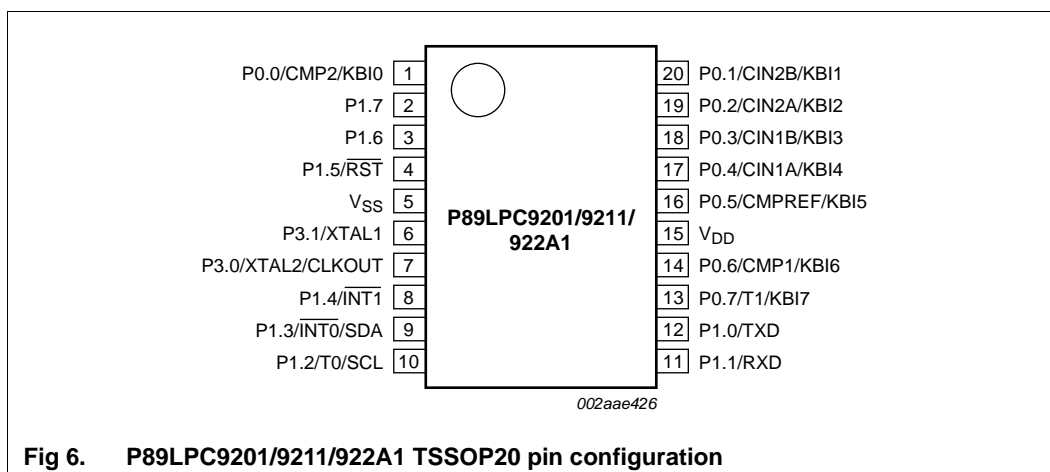 P0.0/CMP2/KBI0 1
P1.7 2
P1.6 3
P1.5/R̅S̅T̅ 4
VSS 5
P3.1/XTAL1 6
P3.0/XTAL2/CLKOUT 7
P1.4/I̅N̅T̅1̅ 8
P1.3/I̅N̅T̅0̅/SDA 9
P1.2/T0/SCL 10
P89LPC9201/9211/
922A1
20 P0.1/CIN2B/KBI1
19 P0.2/CIN2A/KBI2
18 P0.3/CIN1B/KBI3
17 P0.4/CIN1A/KBI4
16 P0.5/CMPREF/KBI5
15 VDD
14 P0.6/CMP1/KBI6
13 P0.7/T1/KBI7
12 P1.0/TXD
11 P1.1/RXD
002aae426
Fig 6. P89LPC9201/9211/922A1 TSSOP20 pin configuration